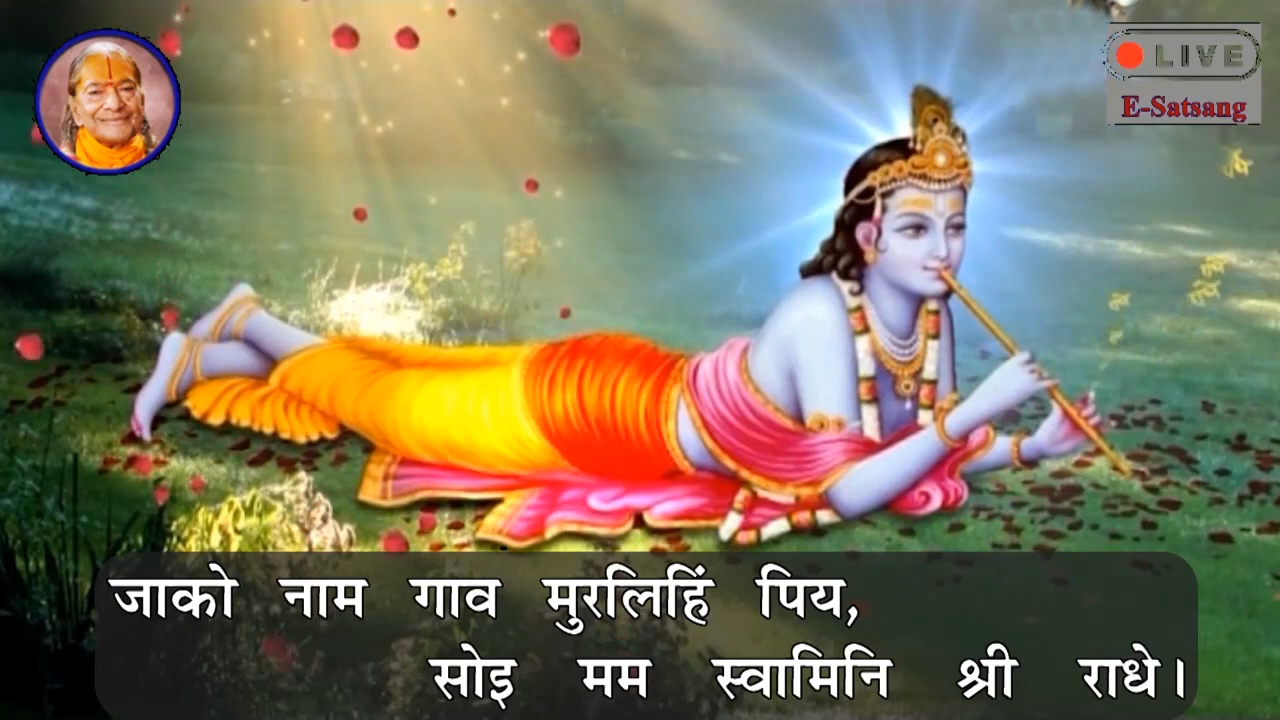 LIVE
E-Satsang
जाको नाम गाव मुरलिहिं पिय,
सोइ मम स्वामिनि श्री राधे।